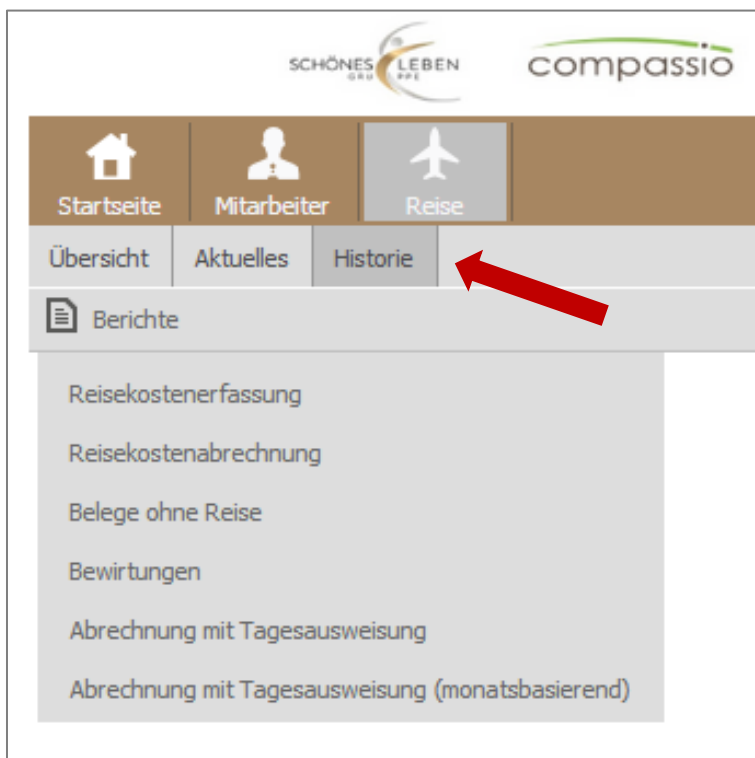 SCHÖNES LEBEN
GRUPPE
compassio
Startseite Mitarbeiter Reise
Übersicht Aktuelles Historie
Berichte
Reisekostenerfassung
Reisekostenabrechnung
Belege ohne Reise
Bewirtungen
Abrechnung mit Tagesausweisung
Abrechnung mit Tagesausweisung (monatsbasierend)